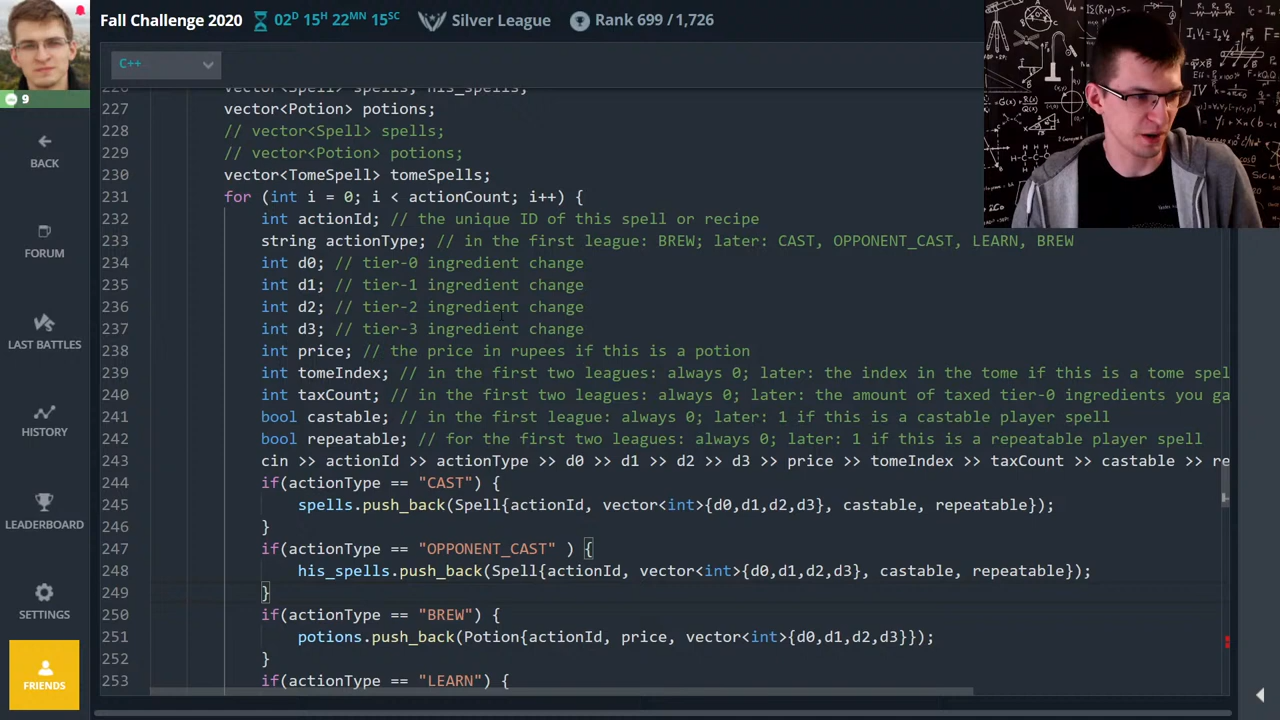 Fall Challenge 2020 02D 15H 22MN 15SC Silver League Rank 699 / 1,726
9
C++
BACK
FORUM
LAST BATTLES
HISTORY
LEADERBOARD
SETTINGS
FRIENDS
226 vector<Spell> spells, his_spells;
227 vector<Potion> potions;
228 // vector<Spell> spells;
229 // vector<Potion> potions;
230 vector<TomeSpell> tomeSpells;
231 for (int i = 0; i < actionCount; i++) {
232 int actionId; // the unique ID of this spell or recipe
233 string actionType; // in the first league: BREW; later: CAST, OPPONENT_CAST, LEARN, BREW
234 int d0; // tier-0 ingredient change
235 int d1; // tier-1 ingredient change
236 int d2; // tier-2 ingredient change
237 int d3; // tier-3 ingredient change
238 int price; // the price in rupees if this is a potion
239 int tomeIndex; // in the first two leagues: always 0; later: the index in the tome if this is a tome spel
240 int taxCount; // in the first two leagues: always 0; later: the amount of taxed tier-0 ingredients you ga
241 bool castable; // in the first league: always 0; later: 1 if this is a castable player spell
242 bool repeatable; // for the first two leagues: always 0; later: 1 if this is a repeatable player spell
243 cin >> actionId >> actionType >> d0 >> d1 >> d2 >> d3 >> price >> tomeIndex >> taxCount >> castable >> re
244 if(actionType == "CAST") {
245 spells.push_back(Spell{actionId, vector<int>{d0,d1,d2,d3}, castable, repeatable});
246 }
247 if(actionType == "OPPONENT_CAST" ) {
248 his_spells.push_back(Spell{actionId, vector<int>{d0,d1,d2,d3}, castable, repeatable});
249 }
250 if(actionType == "BREW") {
251 potions.push_back(Potion{actionId, price, vector<int>{d0,d1,d2,d3}});
252 }
253 if(actionType == "LEARN") {